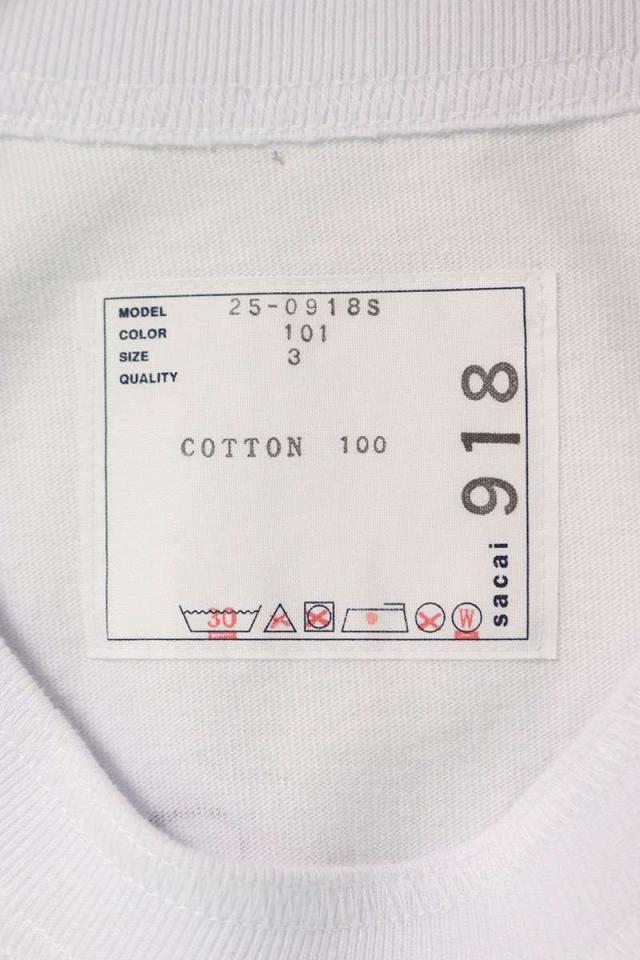 MODEL 25-0918S
COLOR 101
SIZE 3
QUALITY
COTTON 100
30 W
sacai 918